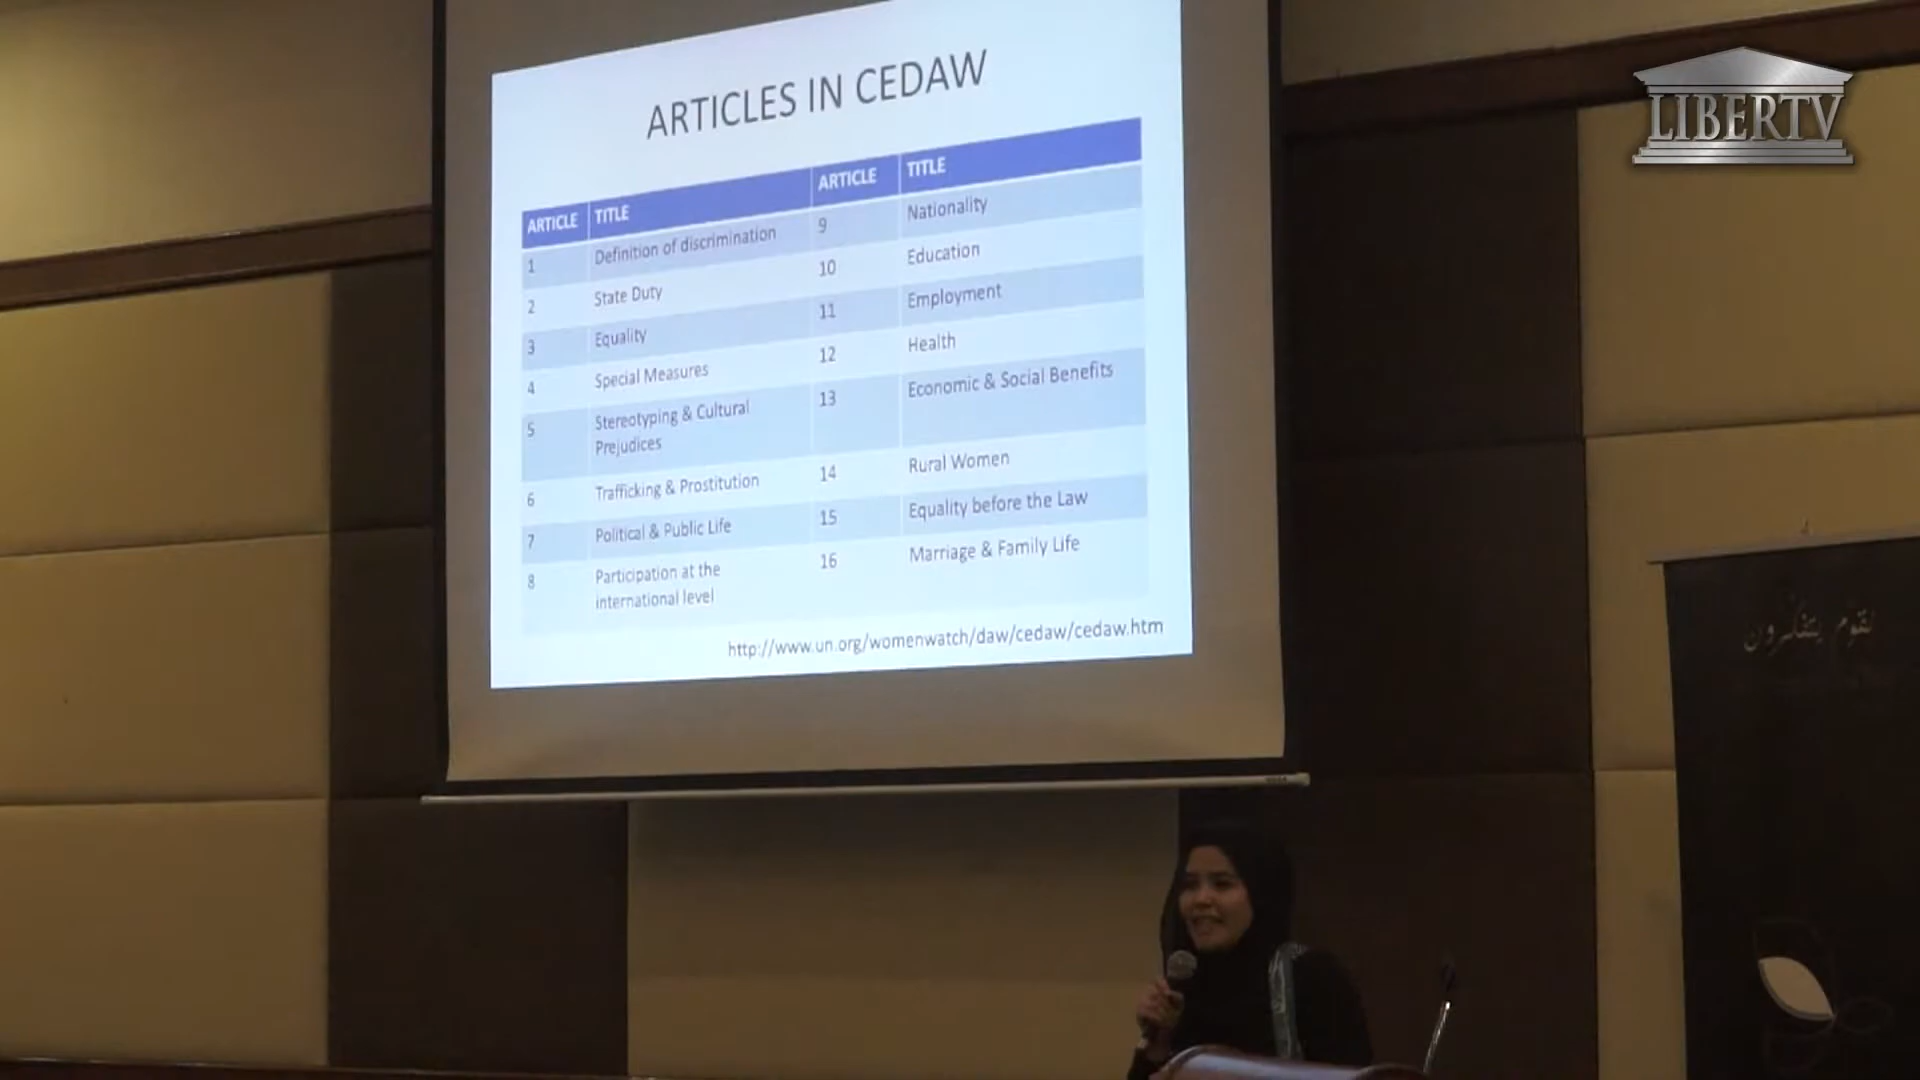 ARTICLES IN CEDAW
ARTICLE TITLE ARTICLE TITLE
1 Definition of discrimination 9 Nationality
2 State Duty 10 Education
3 Equality 11 Employment
4 Special Measures 12 Health
5 Stereotyping & Cultural Prejudices 13 Economic & Social Benefits
6 Trafficking & Prostitution 14 Rural Women
7 Political & Public Life 15 Equality before the Law
8 Participation at the international level 16 Marriage & Family Life
http://www.un.org/womenwatch/daw/cedaw/cedaw.htm
LIBERTV
لقوم يتفكرون